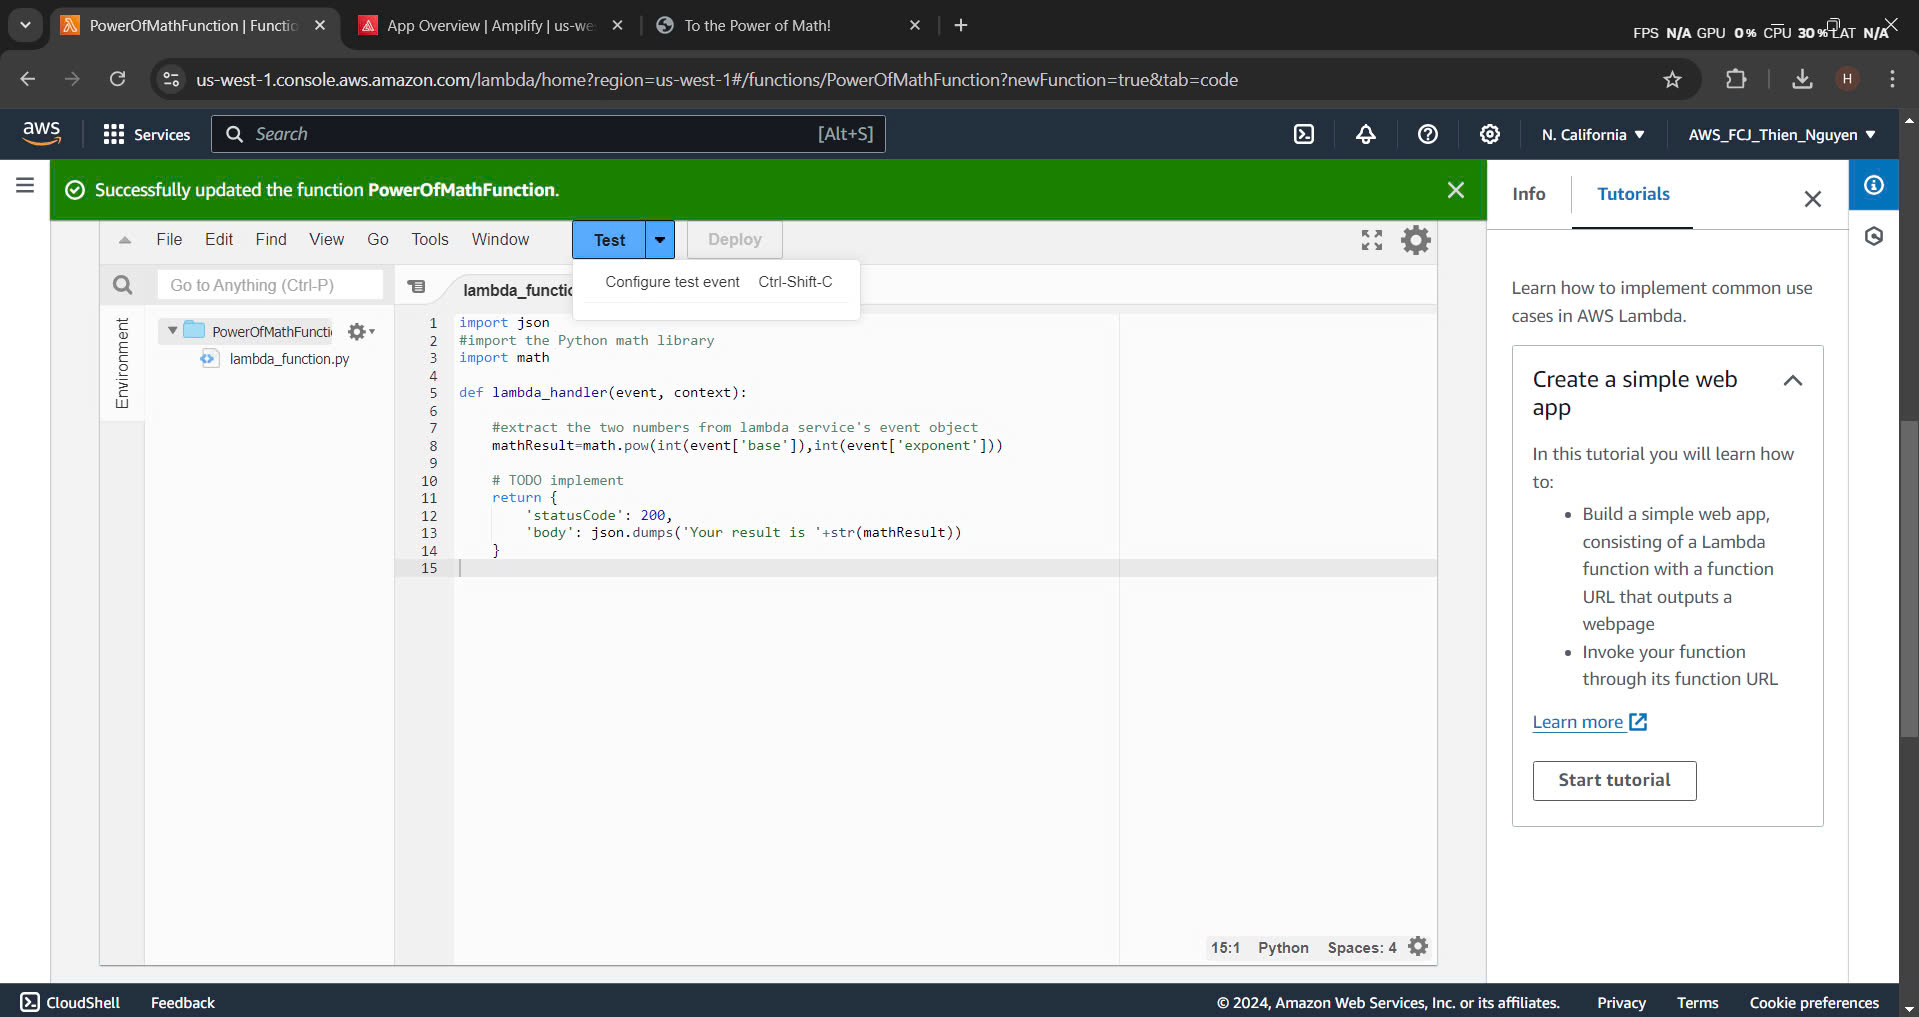 PowerOfMathFunction | Functio
App Overview | Amplify | us-we
To the Power of Math!
FPS N/A GPU 0% CPU 30% LAT N/A
us-west-1.console.aws.amazon.com/lambda/home?region=us-west-1#/functions/PowerOfMathFunction?newFunction=true&tab=code
H
aws
Services
Search
[Alt+S]
N. California
AWS_FCJ_Thien_Nguyen
Successfully updated the function PowerOfMathFunction.
Info
Tutorials
File Edit Find View Go Tools Window
Test
Deploy
Configure test event Ctrl-Shift-C
Go to Anything (Ctrl-P)
lambda_functio
Environment
PowerOfMathFuncti
lambda_function.py
1 import json
2 #import the Python math library
3 import math
4
5 def lambda_handler(event, context):
6
7 #extract the two numbers from lambda service's event object
8 mathResult=math.pow(int(event['base']),int(event['exponent']))
9
10 # TODO implement
11 return {
12 'statusCode': 200,
13 'body': json.dumps('Your result is '+str(mathResult))
14 }
15
15:1 Python Spaces: 4
Learn how to implement common use
cases in AWS Lambda.
Create a simple web
app
In this tutorial you will learn how
to:
• Build a simple web app,
consisting of a Lambda
function with a function
URL that outputs a
webpage
• Invoke your function
through its function URL
Learn more
Start tutorial
CloudShell
Feedback
© 2024, Amazon Web Services, Inc. or its affiliates.
Privacy
Terms
Cookie preferences